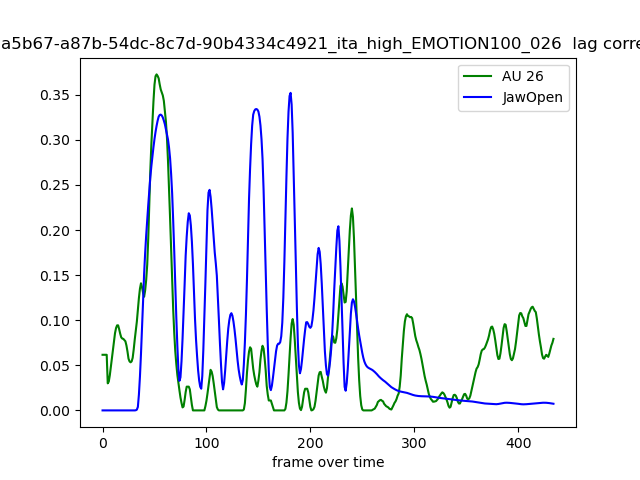 a5b67-a87b-54dc-8c7d-90b4334c4921_ita_high_EMOTION100_026 lag corre
AU 26
JawOpen
0.35
0.30
0.25
0.20
0.15
0.10
0.05
0.00
0 100 200 300 400
frame over time